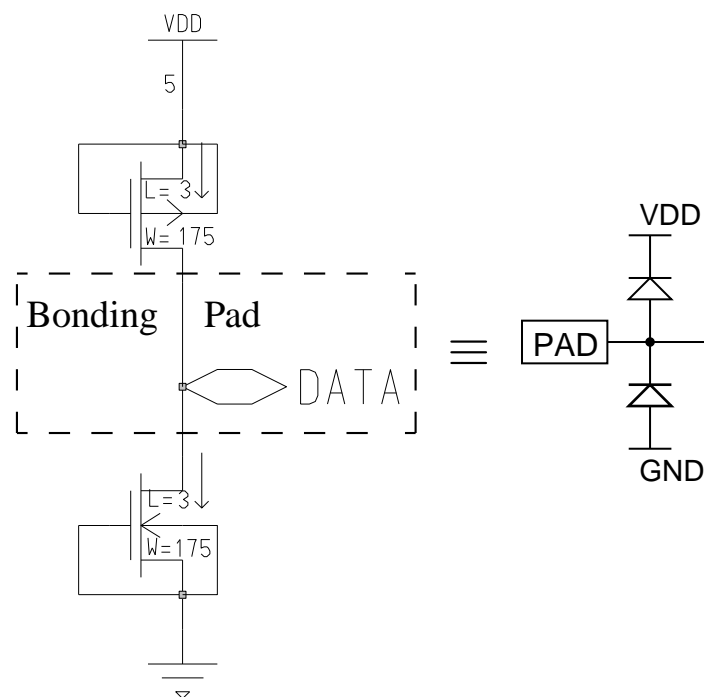 VDD
5
L=3
W=175
Bonding Pad
DATA
L=3
W=175
VDD
PAD
GND